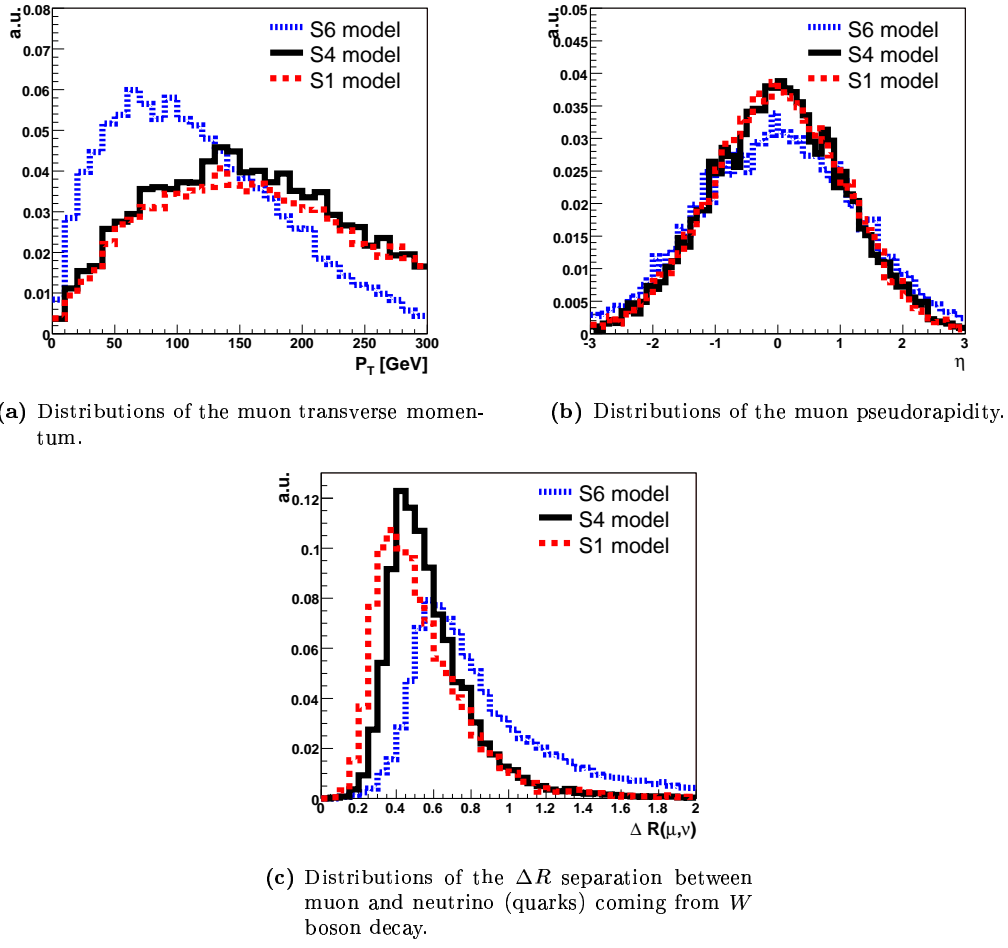 a.u.
0.08
0.07
0.06
0.05
0.04
0.03
0.02
0.01
0
0 50 100 150 200 250 300
P_T [GeV]
S6 model
S4 model
S1 model
a.u.
0.05
0.045
0.04
0.035
0.03
0.025
0.02
0.015
0.01
0.005
0
-3 -2 -1 0 1 2 3
η
S6 model
S4 model
S1 model
(a) Distributions of the muon transverse momen-
tum.
(b) Distributions of the muon pseudorapidity.
a.u.
0.12
0.1
0.08
0.06
0.04
0.02
0
0 0.2 0.4 0.6 0.8 1 1.2 1.4 1.6 1.8 2
Δ R(μ,ν)
S6 model
S4 model
S1 model
(c) Distributions of the ΔR separation between
muon and neutrino (quarks) coming from W
boson decay.